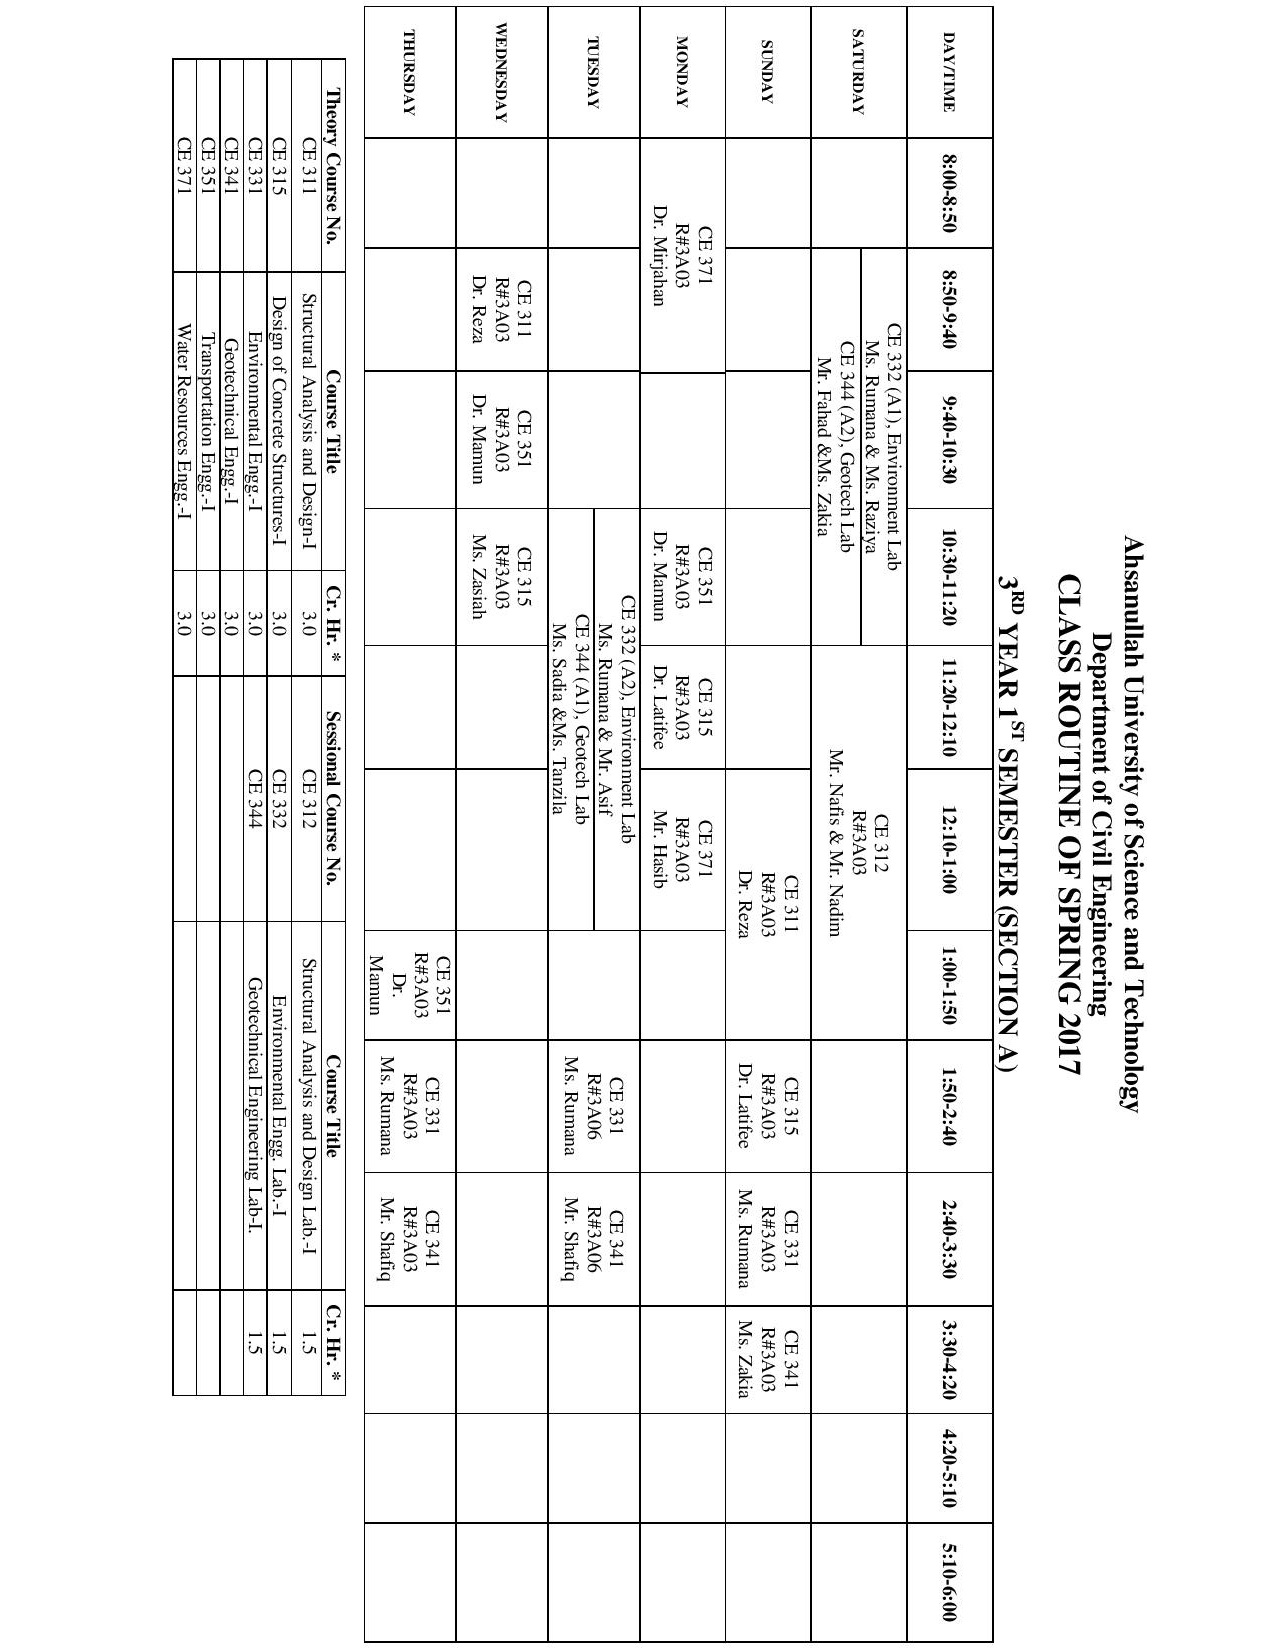 Ahsanullah University of Science and Technology
Department of Civil Engineering
CLASS ROUTINE OF SPRING 2017
3RD YEAR 1ST SEMESTER (SECTION A)
DAY/TIME 8:00-8:50 8:50-9:40 9:40-10:30 10:30-11:20 11:20-12:10 12:10-1:00 1:00-1:50 1:50-2:40 2:40-3:30 3:30-4:20 4:20-5:10 5:10-6:00
SATURDAY
CE 332 (A1), Environment Lab
Ms. Rumana & Ms. Raziya
CE 344 (A2), Geotech Lab
Mr. Fahad &Ms. Zakia
CE 312
R#3A03
Mr. Nafis & Mr. Nadim
SUNDAY
CE 311
R#3A03
Dr. Reza
CE 315
R#3A03
Dr. Latifee
CE 331
R#3A03
Ms. Rumana
CE 341
R#3A03
Ms. Zakia
MONDAY
CE 371
R#3A03
Dr. Mirjahan
CE 351
R#3A03
Dr. Mamun
CE 315
R#3A03
Dr. Latifee
CE 371
R#3A03
Mr. Hasib
TUESDAY
CE 332 (A2), Environment Lab
Ms. Rumana & Mr. Asif
CE 344 (A1), Geotech Lab
Ms. Sadia &Ms. Tanzila
CE 331
R#3A06
Ms. Rumana
CE 341
R#3A06
Mr. Shafiq
WEDNESDAY
CE 311
R#3A03
Dr. Reza
CE 351
R#3A03
Dr. Mamun
CE 315
R#3A03
Ms. Zasiah
THURSDAY
CE 351
R#3A03
Dr.
Mamun
CE 331
R#3A03
Ms. Rumana
CE 341
R#3A03
Mr. Shafiq
Theory Course No. Course Title Cr. Hr. * Sessional Course No. Course Title Cr. Hr. *
CE 311 Structural Analysis and Design-I 3.0 CE 312 Structural Analysis and Design Lab.-I 1.5
CE 315 Design of Concrete Structures-I 3.0 CE 332 Environmental Engg. Lab.-I 1.5
CE 331 Environmental Engg.-I 3.0 CE 344 Geotechnical Engineering Lab-I. 1.5
CE 341 Geotechnical Engg.-I 3.0
CE 351 Transportation Engg.-I 3.0
CE 371 Water Resources Engg.-I 3.0